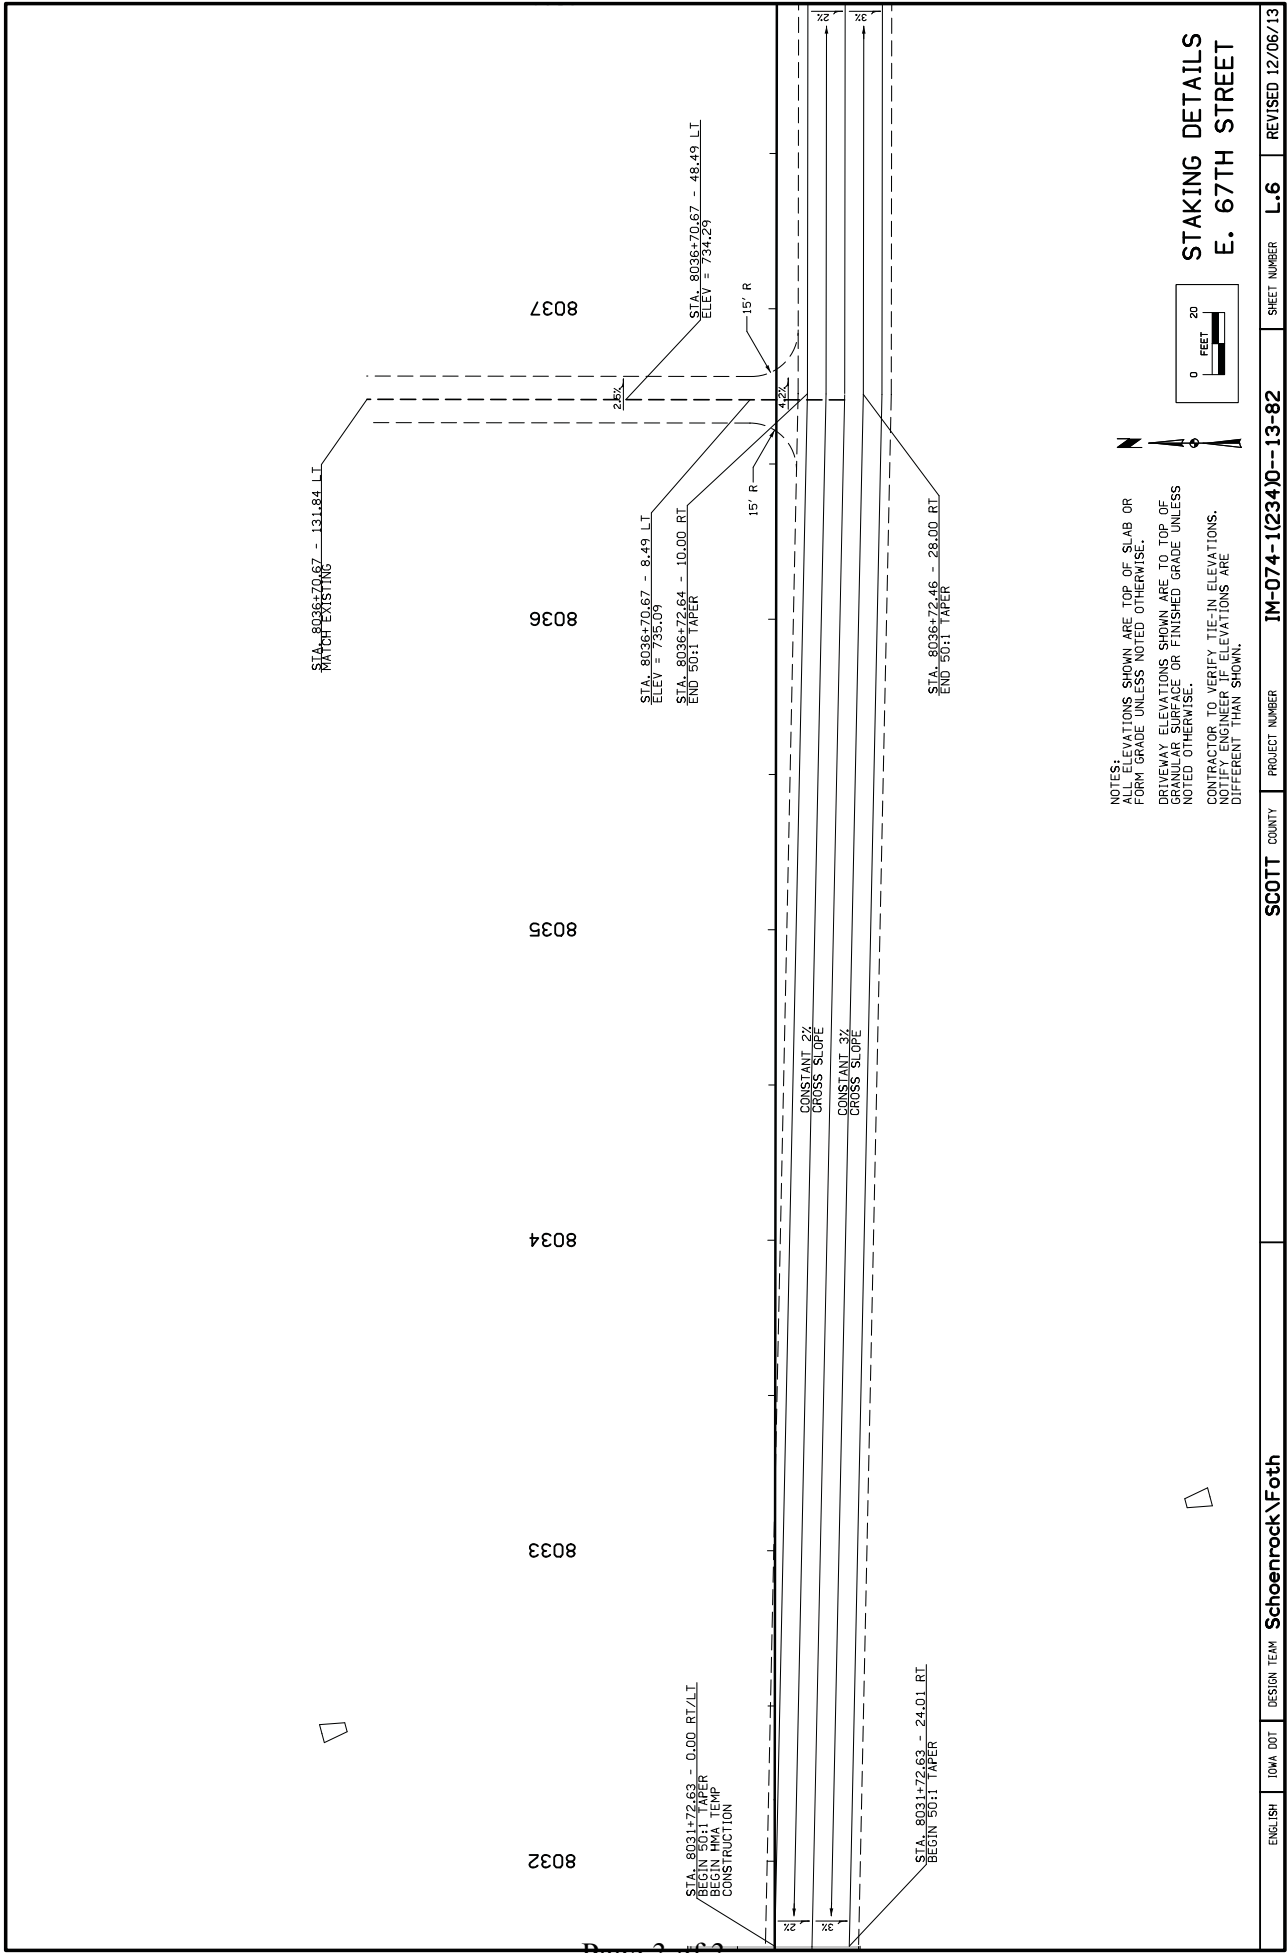 STA. 8036+70.67 - 131.84 LT
MATCH EXISTING
8032
8033
8034
8035
8036
8037
2.5%
STA. 8036+70.67 - 8.49 LT
ELEV = 735.09
STA. 8036+72.64 - 10.00 RT
END 50:1 TAPER
STA. 8036+70.67 - 48.49 LT
ELEV = 734.29
STA. 8031+72.63 - 0.00 RT/LT
BEGIN 50:1 TAPER
BEGIN HMA TEMP
CONSTRUCTION
15' R
15' R
4.2%
2%
3%
CONSTANT 2%
CROSS SLOPE
CONSTANT 3%
CROSS SLOPE
2%
3%
STA. 8031+72.63 - 24.01 RT
BEGIN 50:1 TAPER
STA. 8036+72.46 - 28.00 RT
END 50:1 TAPER
NOTES:
ALL ELEVATIONS SHOWN ARE TOP OF SLAB OR
FORM GRADE UNLESS NOTED OTHERWISE.
DRIVEWAY ELEVATIONS SHOWN ARE TO TOP OF
GRANULAR SURFACE OR FINISHED GRADE UNLESS
NOTED OTHERWISE.
CONTRACTOR TO VERIFY TIE-IN ELEVATIONS.
NOTIFY ENGINEER IF ELEVATIONS ARE
DIFFERENT THAN SHOWN.
N
0 20
FEET
STAKING DETAILS
E. 67TH STREET
ENGLISH IOWA DOT DESIGN TEAM Schoenrock\Foth SCOTT COUNTY PROJECT NUMBER IM-074-1(234)0--13-82 SHEET NUMBER L.6 REVISED 12/06/13